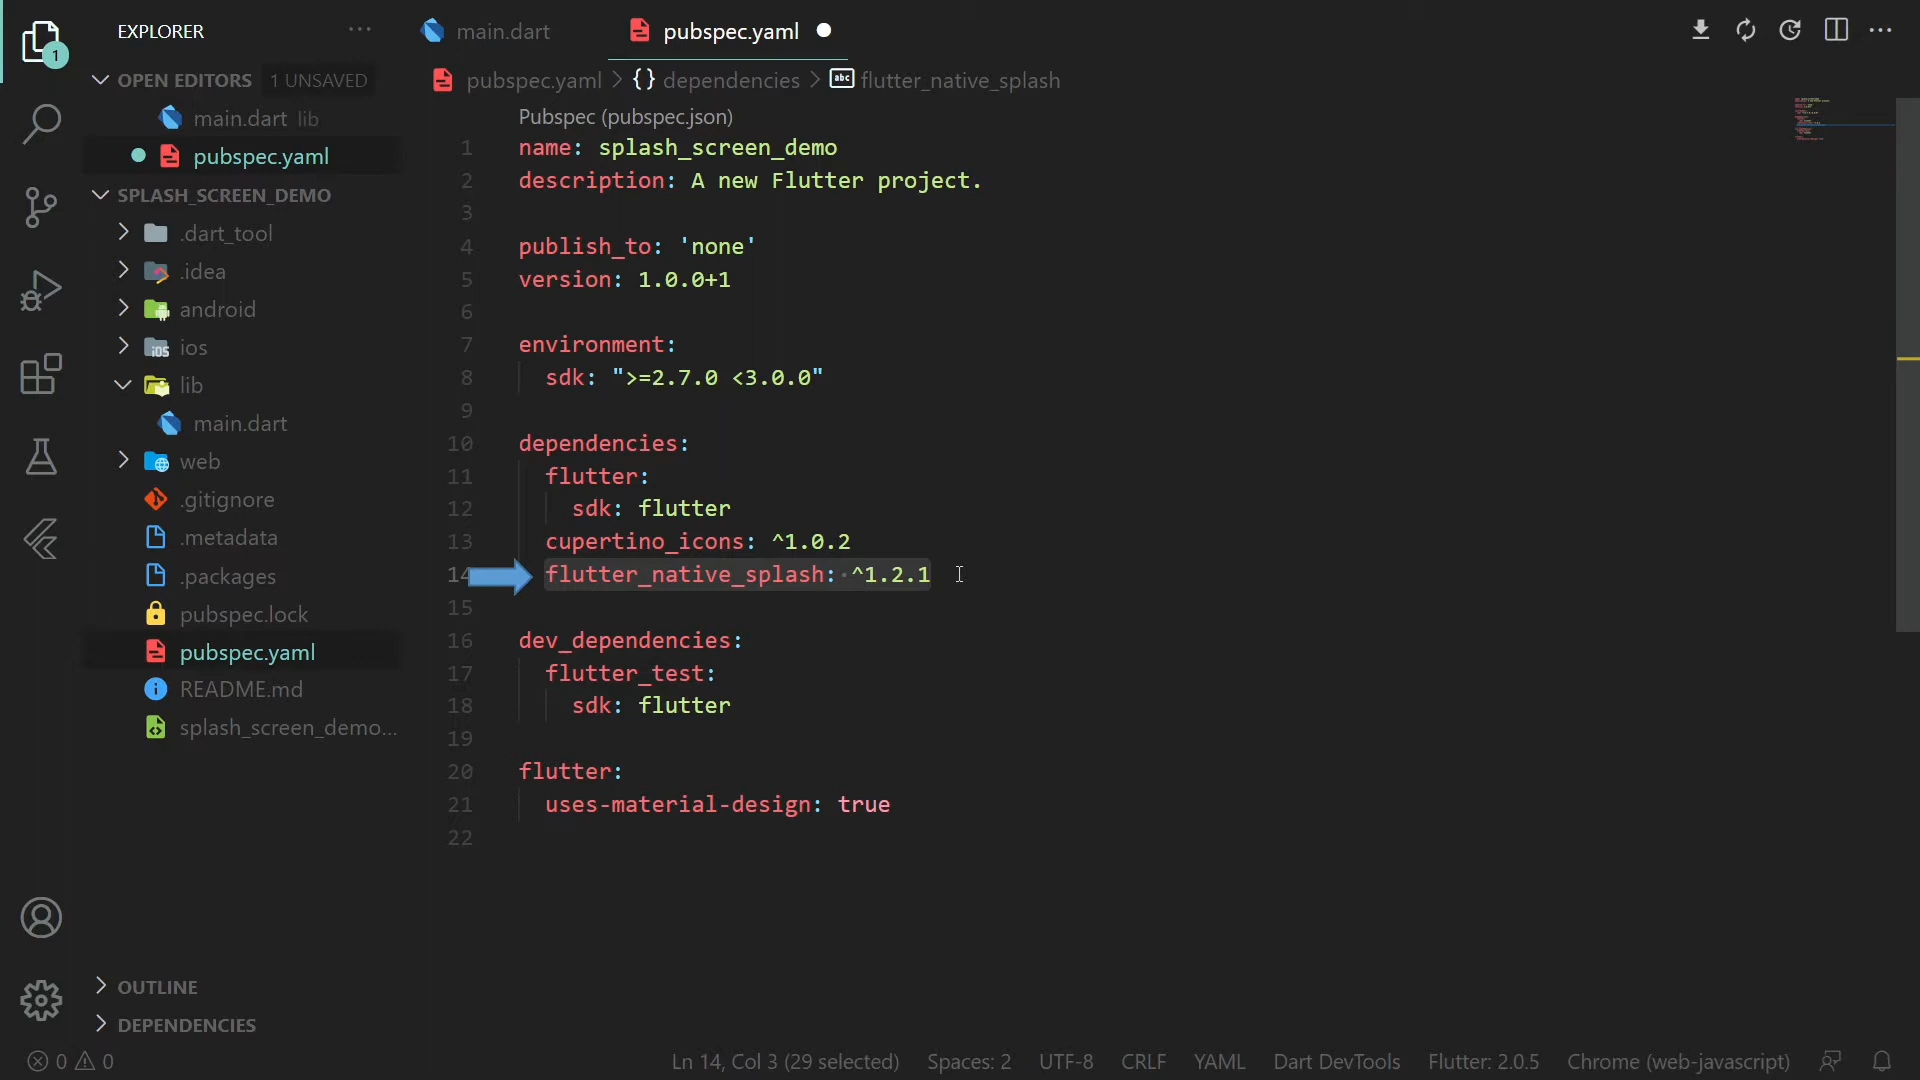 EXPLORER
main.dart
pubspec.yaml
OPEN EDITORS 1 UNSAVED
main.dart lib
pubspec.yaml
SPLASH_SCREEN_DEMO
.dart_tool
.idea
android
ios
lib
main.dart
web
.gitignore
.metadata
.packages
pubspec.lock
pubspec.yaml
README.md
splash_screen_demo...
OUTLINE
DEPENDENCIES
1
pubspec.yaml > {} dependencies > abc flutter_native_splash
Pubspec (pubspec.json)
1 name: splash_screen_demo
2 description: A new Flutter project.
3
4 publish_to: 'none'
5 version: 1.0.0+1
6
7 environment:
8 sdk: ">=2.7.0 <3.0.0"
9
10 dependencies:
11 flutter:
12 sdk: flutter
13 cupertino_icons: ^1.0.2
14 flutter_native_splash: ^1.2.1
15
16 dev_dependencies:
17 flutter_test:
18 sdk: flutter
19
20 flutter:
21 uses-material-design: true
22
0 0 Ln 14, Col 3 (29 selected) Spaces: 2 UTF-8 CRLF YAML Dart DevTools Flutter: 2.0.5 Chrome (web-javascript)